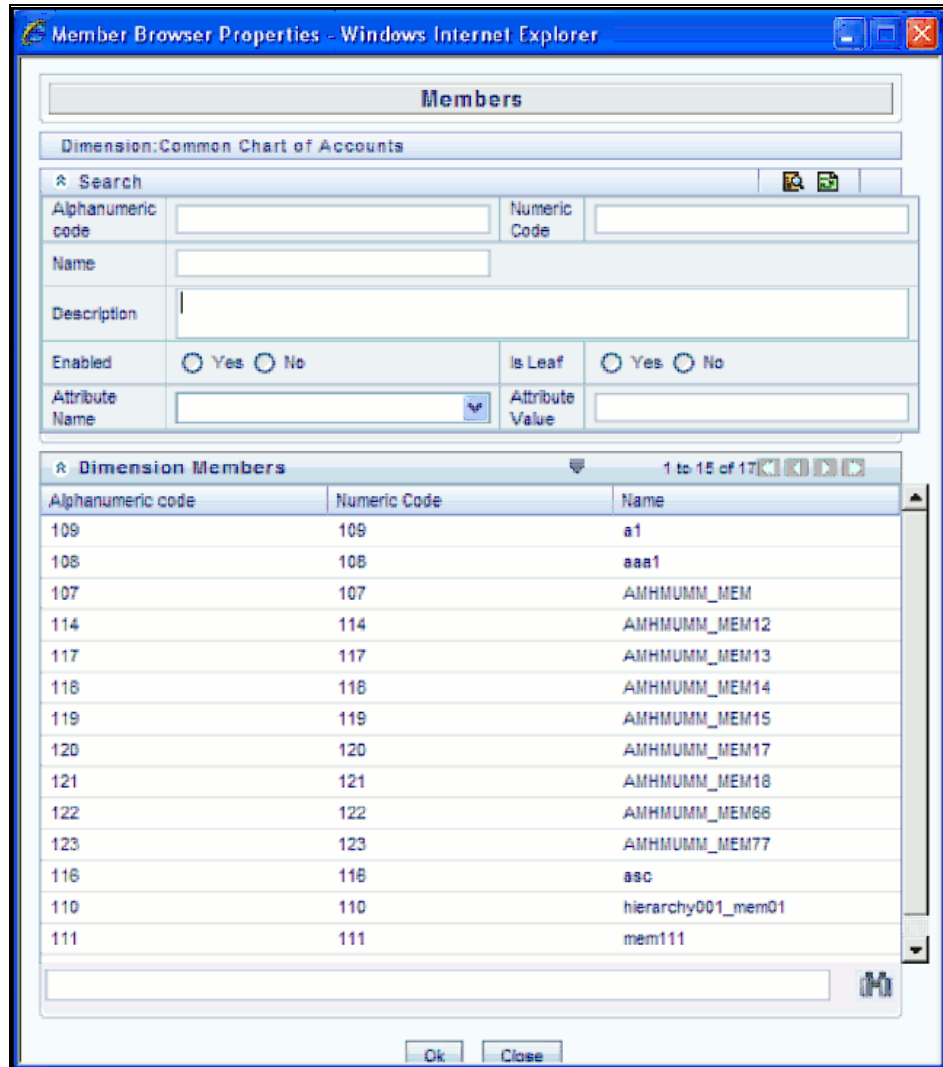 Member Browser Properties - Windows Internet Explorer
Members
Dimension:Common Chart of Accounts
Search
Alphanumeric code
Numeric Code
Name
Description
Enabled Yes No Is Leaf Yes No
Attribute Name
Attribute Value
Dimension Members 1 to 15 of 17
Alphanumeric code Numeric Code Name
109 109 a1
108 108 aaa1
107 107 AMHMUMM_MEM
114 114 AMHMUMM_MEM12
117 117 AMHMUMM_MEM13
118 118 AMHMUMM_MEM14
119 119 AMHMUMM_MEM15
120 120 AMHMUMM_MEM17
121 121 AMHMUMM_MEM18
122 122 AMHMUMM_MEM66
123 123 AMHMUMM_MEM77
116 116 asc
110 110 hierarchy001_mem01
111 111 mem111
Ok Close